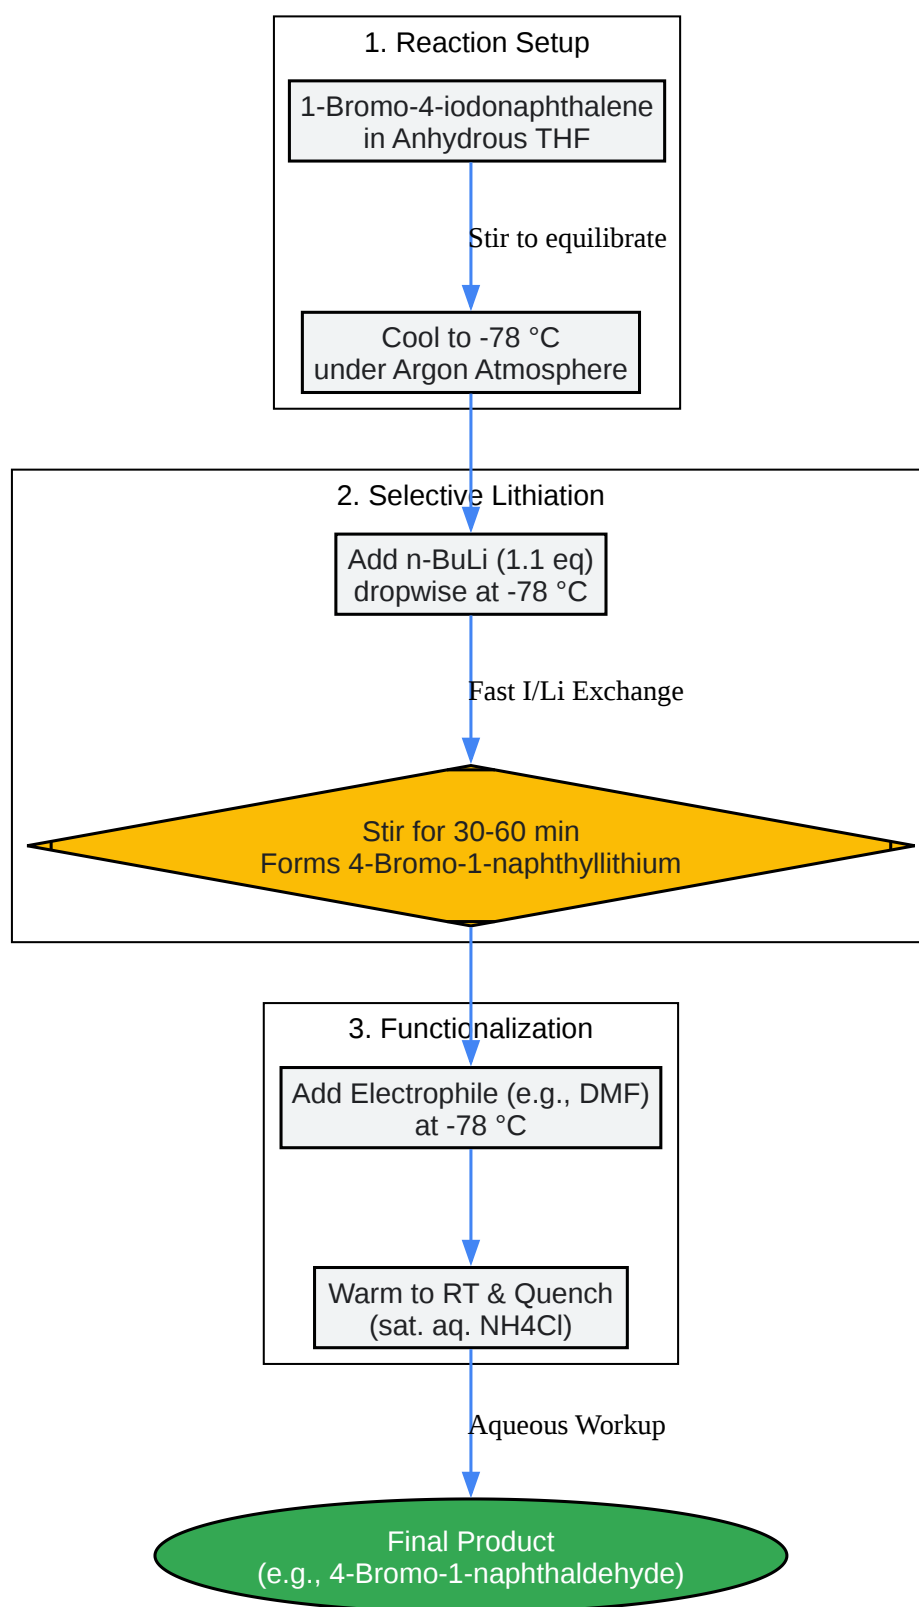 1. Reaction Setup
1-Bromo-4-iodonaphthalene
in Anhydrous THF
Stir to equilibrate
Cool to -78 °C
under Argon Atmosphere
2. Selective Lithiation
Add n-BuLi (1.1 eq)
dropwise at -78 °C
Fast I/Li Exchange
Stir for 30-60 min
Forms 4-Bromo-1-naphthyllithium
3. Functionalization
Add Electrophile (e.g., DMF)
at -78 °C
Warm to RT & Quench
(sat. aq. NH4Cl)
Aqueous Workup
Final Product
(e.g., 4-Bromo-1-naphthaldehyde)